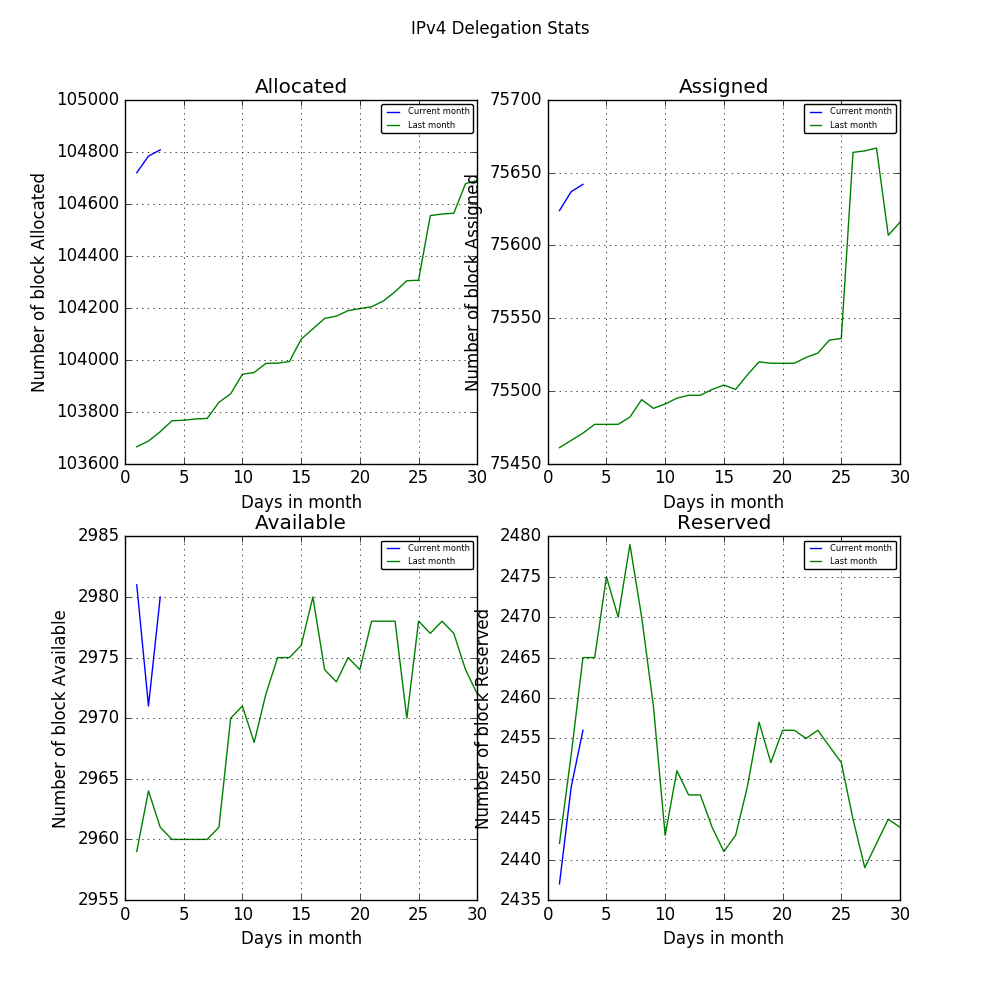 IPv4 Delegation Stats
Allocated
Number of block Allocated
105000
104800
104600
104400
104200
104000
103800
103600
0 5 10 15 20 25 30
Days in month
Current month
Last month
Assigned
Number of block Assigned
75700
75650
75600
75550
75500
75450
0 5 10 15 20 25 30
Days in month
Current month
Last month
Available
Number of block Available
2985
2980
2975
2970
2965
2960
2955
0 5 10 15 20 25 30
Days in month
Current month
Last month
Reserved
Number of block Reserved
2480
2475
2470
2465
2460
2455
2450
2445
2440
2435
0 5 10 15 20 25 30
Days in month
Current month
Last month